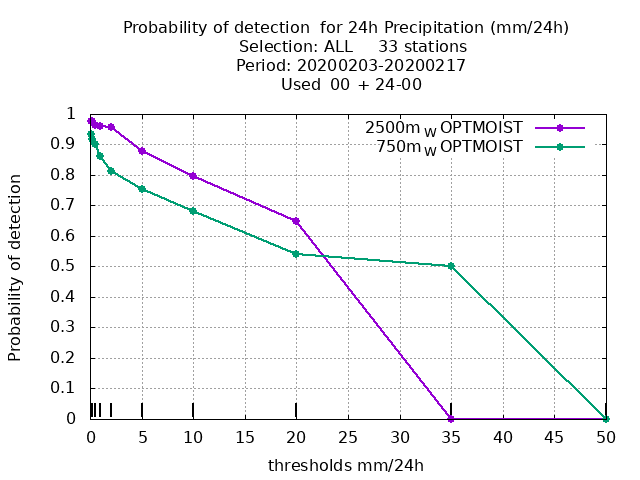 Probability of detection  for 24h Precipitation (mm/24h)
Selection: ALL     33 stations
Period: 20200203-20200217
Used  00 + 24-00
2500m W OPTMOIST
750m W OPTMOIST
Probability of detection
1
0.9
0.8
0.7
0.6
0.5
0.4
0.3
0.2
0.1
0
0 5 10 15 20 25 30 35 40 45 50
thresholds mm/24h